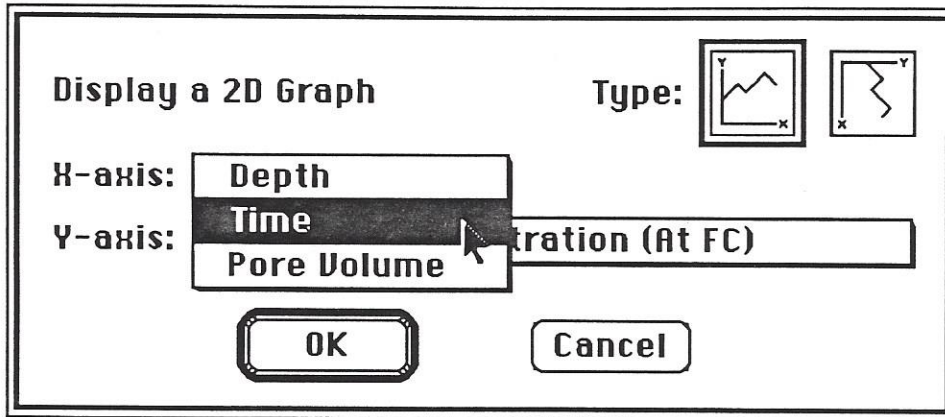 Display a 2D Graph
Type:
Y
X
Y
X
X-axis:
Depth
Time
Pore Volume
Y-axis:
tration (At FC)
OK
Cancel